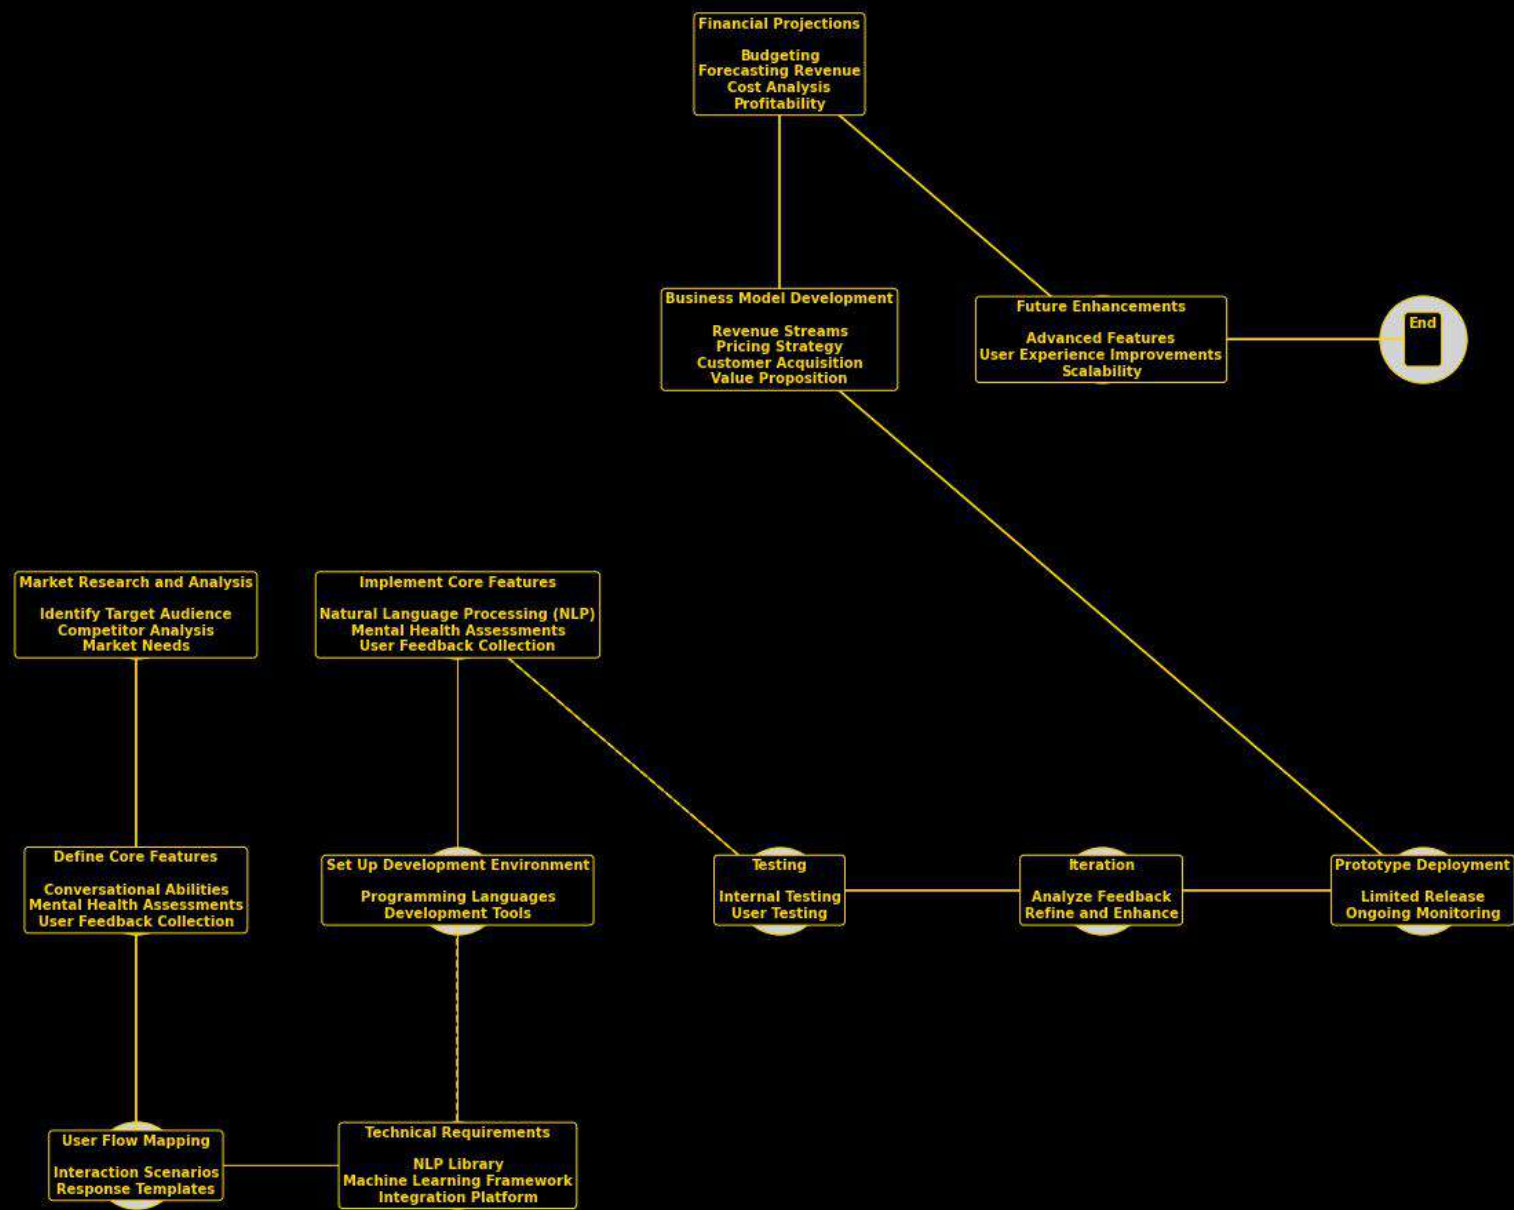 Financial Projections
Budgeting
Forecasting Revenue
Cost Analysis
Profitability
Business Model Development
Revenue Streams
Pricing Strategy
Customer Acquisition
Value Proposition
Future Enhancements
Advanced Features
User Experience Improvements
Scalability
End
Market Research and Analysis
Identify Target Audience
Competitor Analysis
Market Needs
Implement Core Features
Natural Language Processing (NLP)
Mental Health Assessments
User Feedback Collection
Define Core Features
Conversational Abilities
Mental Health Assessments
User Feedback Collection
Set Up Development Environment
Programming Languages
Development Tools
Testing
Internal Testing
User Testing
Iteration
Analyze Feedback
Refine and Enhance
Prototype Deployment
Limited Release
Ongoing Monitoring
User Flow Mapping
Interaction Scenarios
Response Templates
Technical Requirements
NLP Library
Machine Learning Framework
Integration Platform